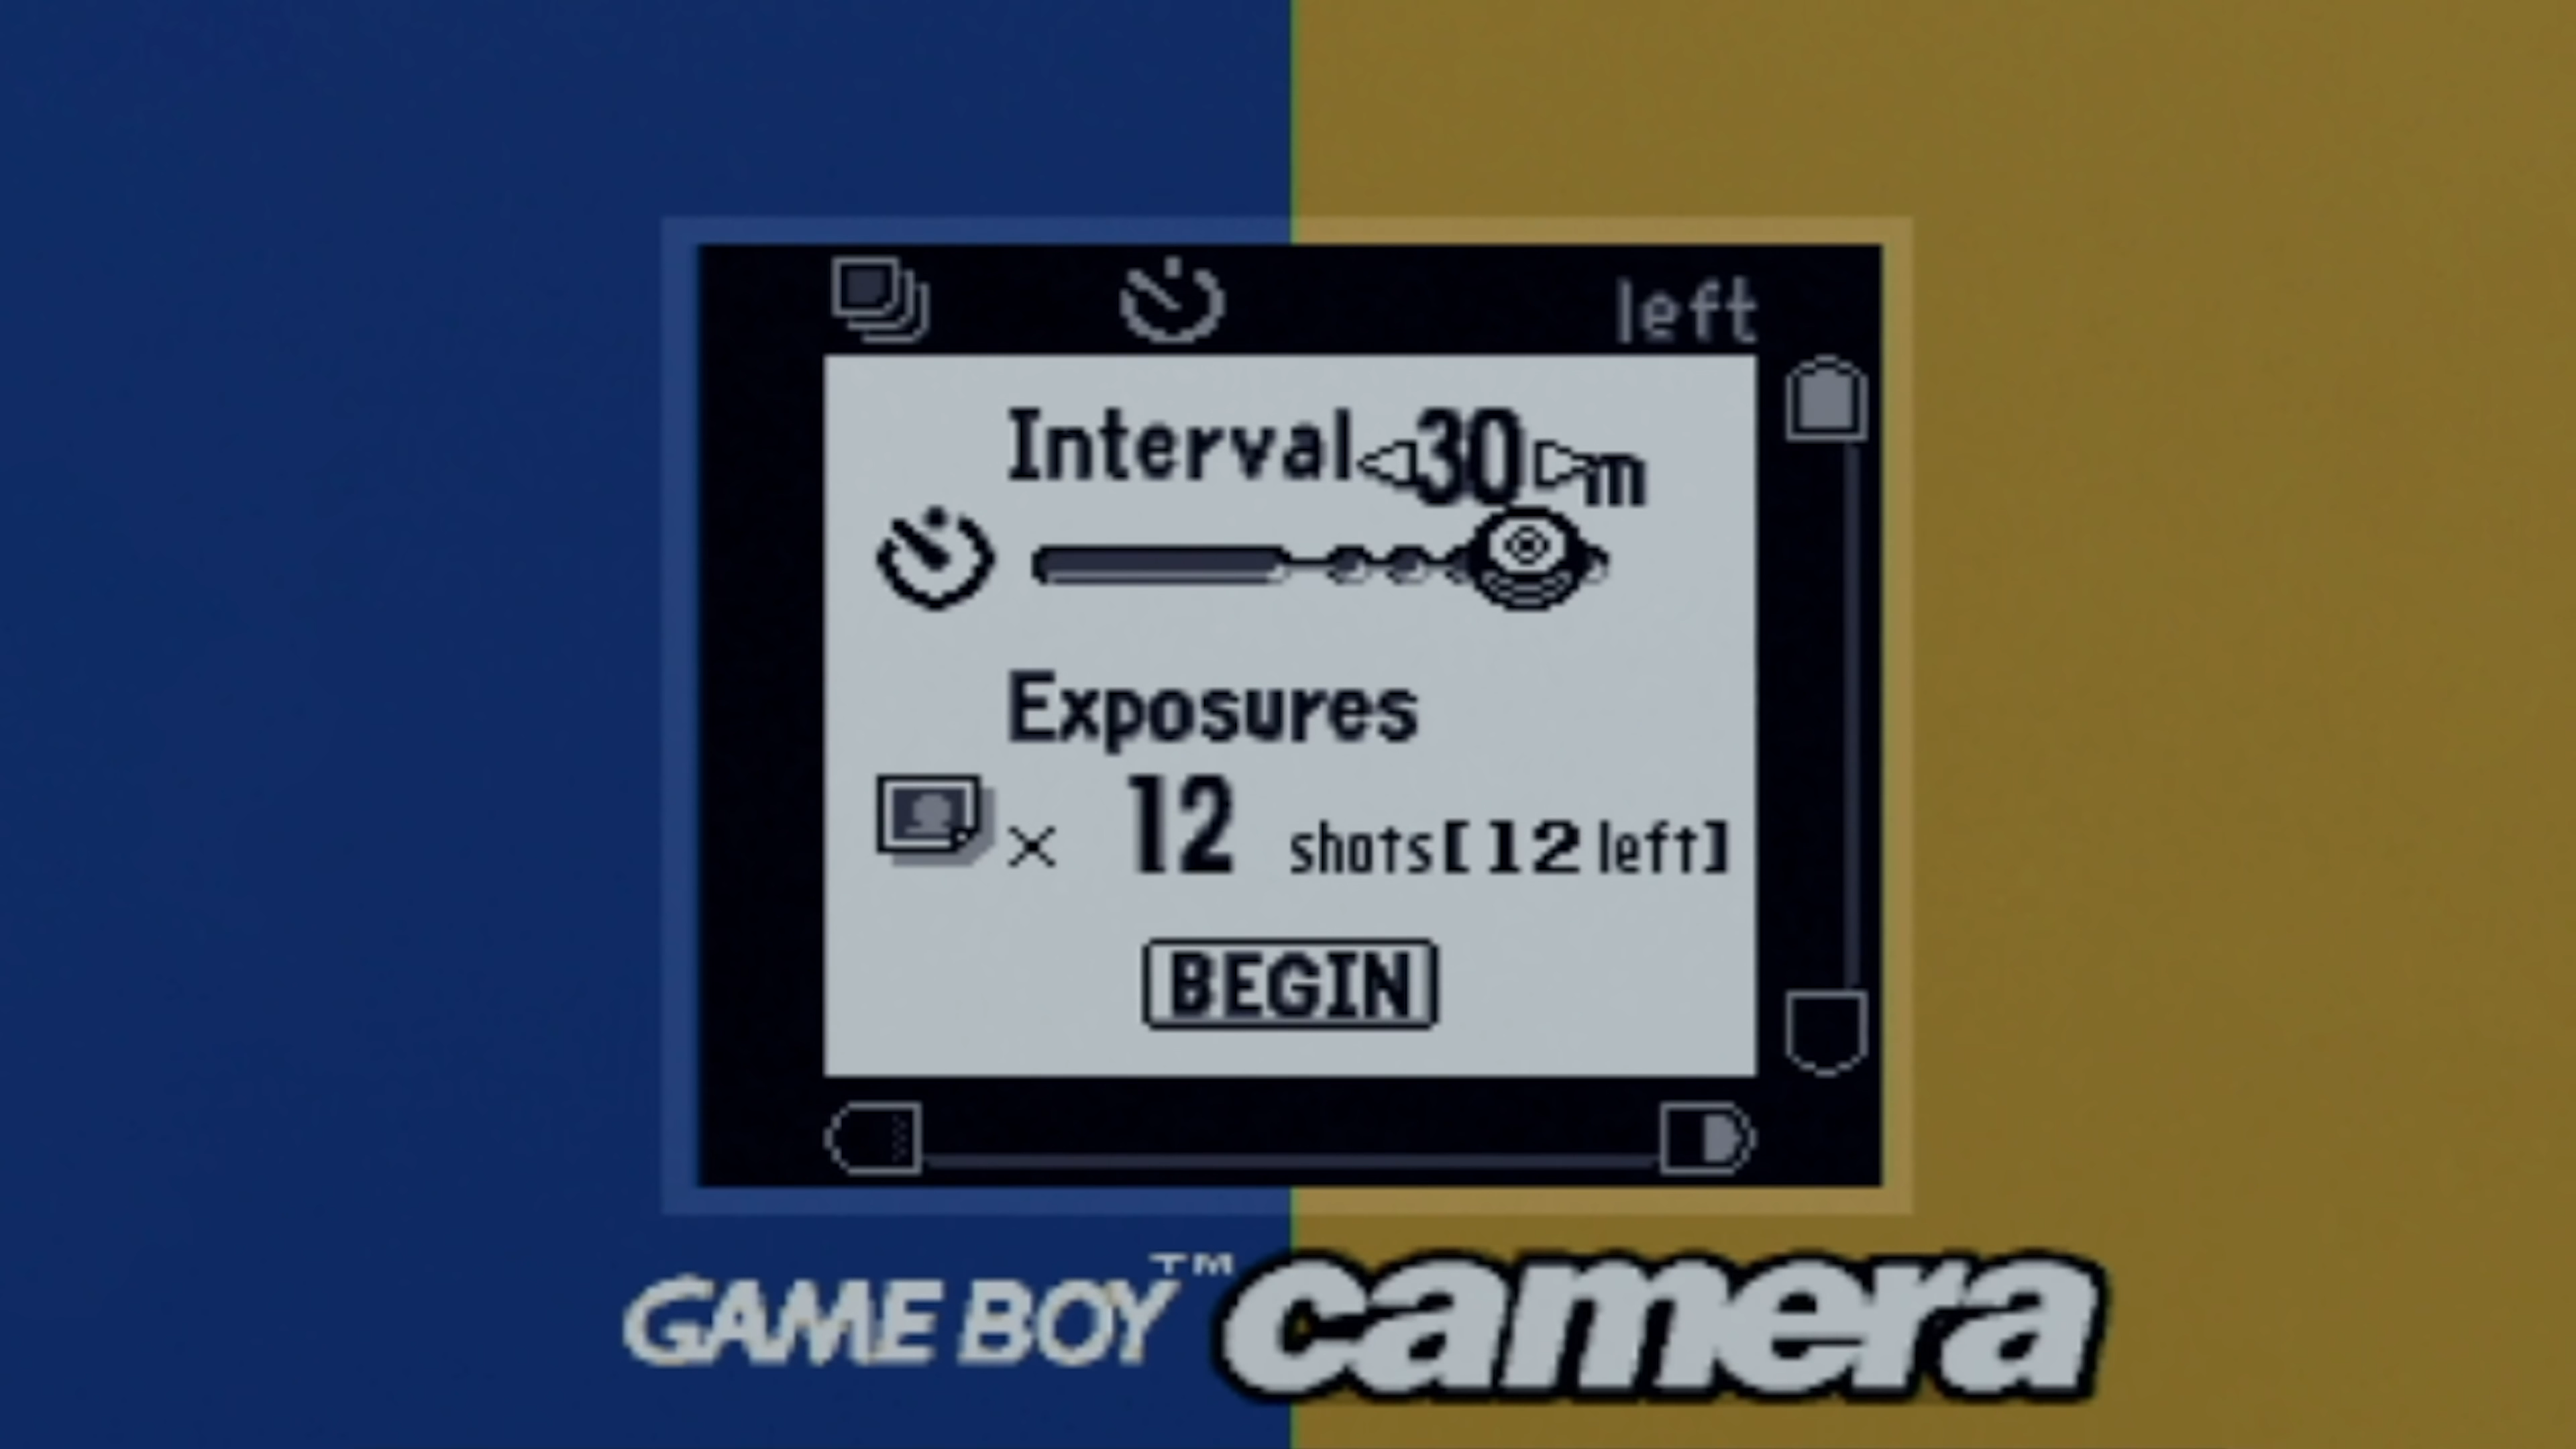 left
Interval ◁30▷m
Exposures
× 12 shots[12 left]
BEGIN
GAME BOY™ camera